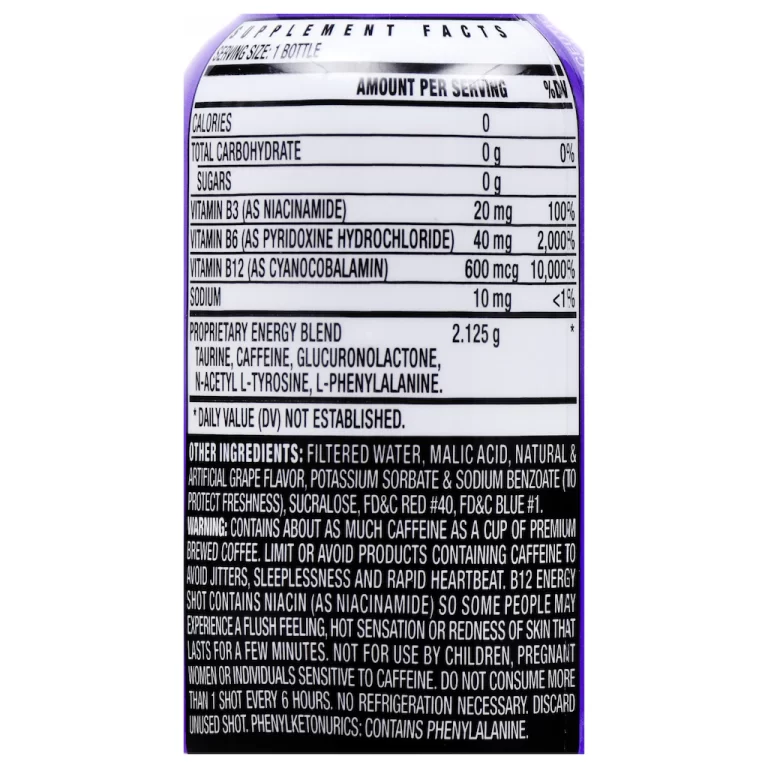 SUPPLEMENT FACTS
SERVING SIZE: 1 BOTTLE
AMOUNT PER SERVING %DV
CALORIES 0
TOTAL CARBOHYDRATE 0 g 0%
SUGARS 0 g
VITAMIN B3 (AS NIACINAMIDE) 20 mg 100%
VITAMIN B6 (AS PYRIDOXINE HYDROCHLORIDE) 40 mg 2,000%
VITAMIN B12 (AS CYANOCOBALAMIN) 600 mcg 10,000%
SODIUM 10 mg <1%
PROPRIETARY ENERGY BLEND 2.125 g *
TAURINE, CAFFEINE, GLUCURONOLACTONE,
N-ACETYL L-TYROSINE, L-PHENYLALANINE.
*DAILY VALUE (DV) NOT ESTABLISHED.
OTHER INGREDIENTS: FILTERED WATER, MALIC ACID, NATURAL &
ARTIFICIAL GRAPE FLAVOR, POTASSIUM SORBATE & SODIUM BENZOATE (TO
PROTECT FRESHNESS), SUCRALOSE, FD&C RED #40, FD&C BLUE #1.
WARNING: CONTAINS ABOUT AS MUCH CAFFEINE AS A CUP OF PREMIUM
BREWED COFFEE. LIMIT OR AVOID PRODUCTS CONTAINING CAFFEINE TO
AVOID JITTERS, SLEEPLESSNESS AND RAPID HEARTBEAT. B12 ENERGY
SHOT CONTAINS NIACIN (AS NIACINAMIDE) SO SOME PEOPLE MAY
EXPERIENCE A FLUSH FEELING, HOT SENSATION OR REDNESS OF SKIN THAT
LASTS FOR A FEW MINUTES. NOT FOR USE BY CHILDREN, PREGNANT
WOMEN OR INDIVIDUALS SENSITIVE TO CAFFEINE. DO NOT CONSUME MORE
THAN 1 SHOT EVERY 6 HOURS. NO REFRIGERATION NECESSARY. DISCARD
UNUSED SHOT. PHENYLKETONURICS: CONTAINS PHENYLALANINE.